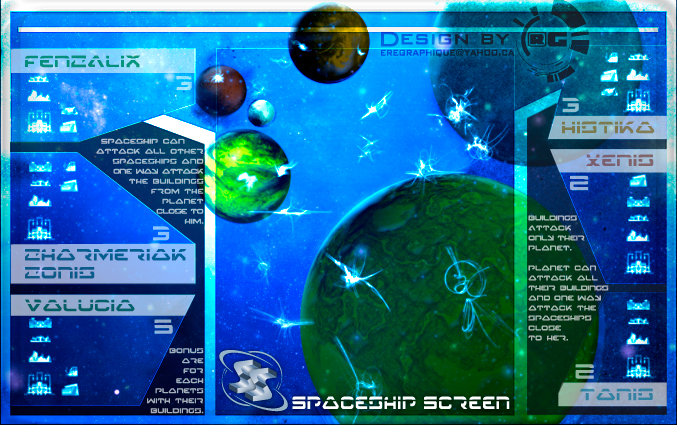 Design by
RG
eregraphique@yahoo.ca
Fenzalix
3
Spaceship can
attack all other
spaceships and
one way attack
the buildings
from the
planet
close to
him.
3
Zharmeriak
Zonis
Valucia
5
Bonus
are
for
each
planets
with their
buildings.
3
Histika
Xenis
2
Buildings
attack
only ther
planet.
Planet can
attack all
ther buildings
and one way
attack the
spaceships
close
to her.
2
Tanis
Spaceship Screen